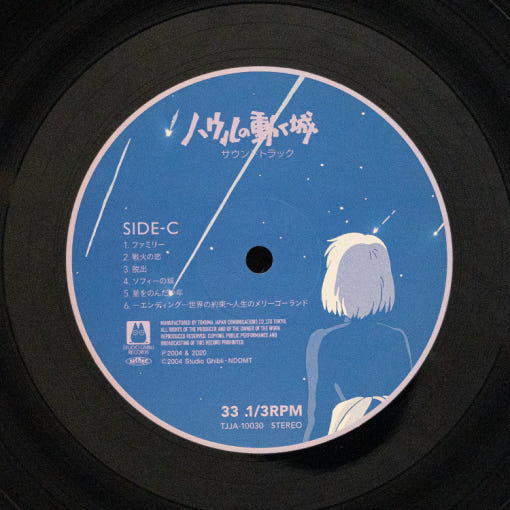 ハウルの動く城
サウンドトラック
SIDE-C
1. ファミリー
2. 戦火の恋
3. 脱出
4. ソフィーの城
5. 星をのんだ少年
6. ーエンディングー世界の約束〜人生のメリーゴーランド
MANUFACTURED BY TOKUMA JAPAN COMMUNICATIONS CO.,LTD TOKYO.
ALL RIGHTS OF THE PRODUCER AND OF THE OWNER OF THE WORK
REPRODUCED RESERVED. COPYING, PUBLIC PERFORMANCE AND
BROADCASTING OF THIS RECORD PROHIBITED.
STUDIO GHIBLI
RECORDS
Ⓟ2004 & 2020
©2004 Studio Ghibli・NDDMT
33 .1/3RPM
TJJA-10030 STEREO